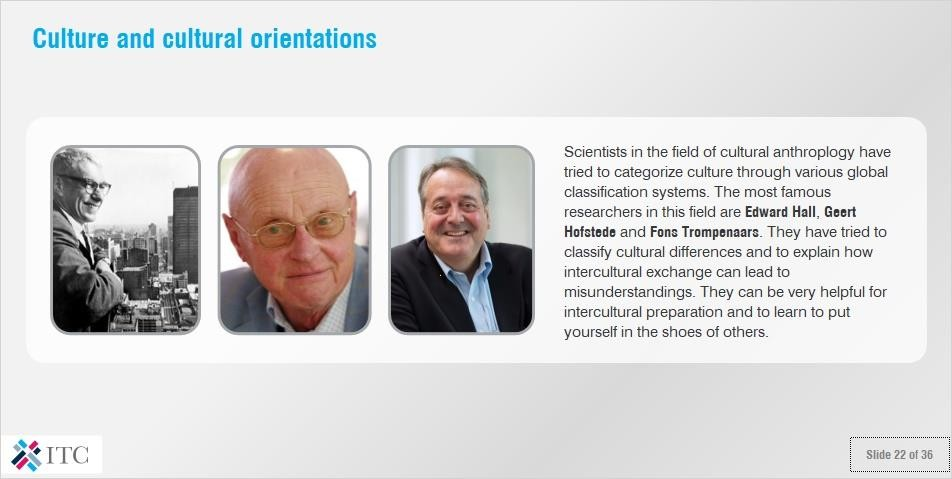 Culture and cultural orientations
Scientists in the field of cultural anthroplogy have
tried to categorize culture through various global
classification systems. The most famous
researchers in this field are Edward Hall, Geert
Hofstede and Fons Trompenaars. They have tried to
classify cultural differences and to explain how
intercultural exchange can lead to
misunderstandings. They can be very helpful for
intercultural preparation and to learn to put
yourself in the shoes of others.
ITC
Slide 22 of 36